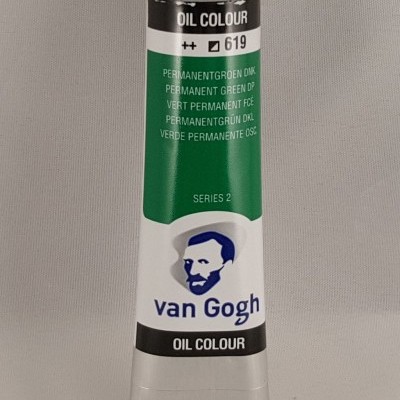 OIL COLOUR
++ 619
PERMANENTGROEN DNK
PERMANENT GREEN DP
VERT PERMANENT FCÉ
PERMANENTGRÜN DKL
VERDE PERMANENTE OSC
SERIES 2
van Gogh
OIL COLOUR